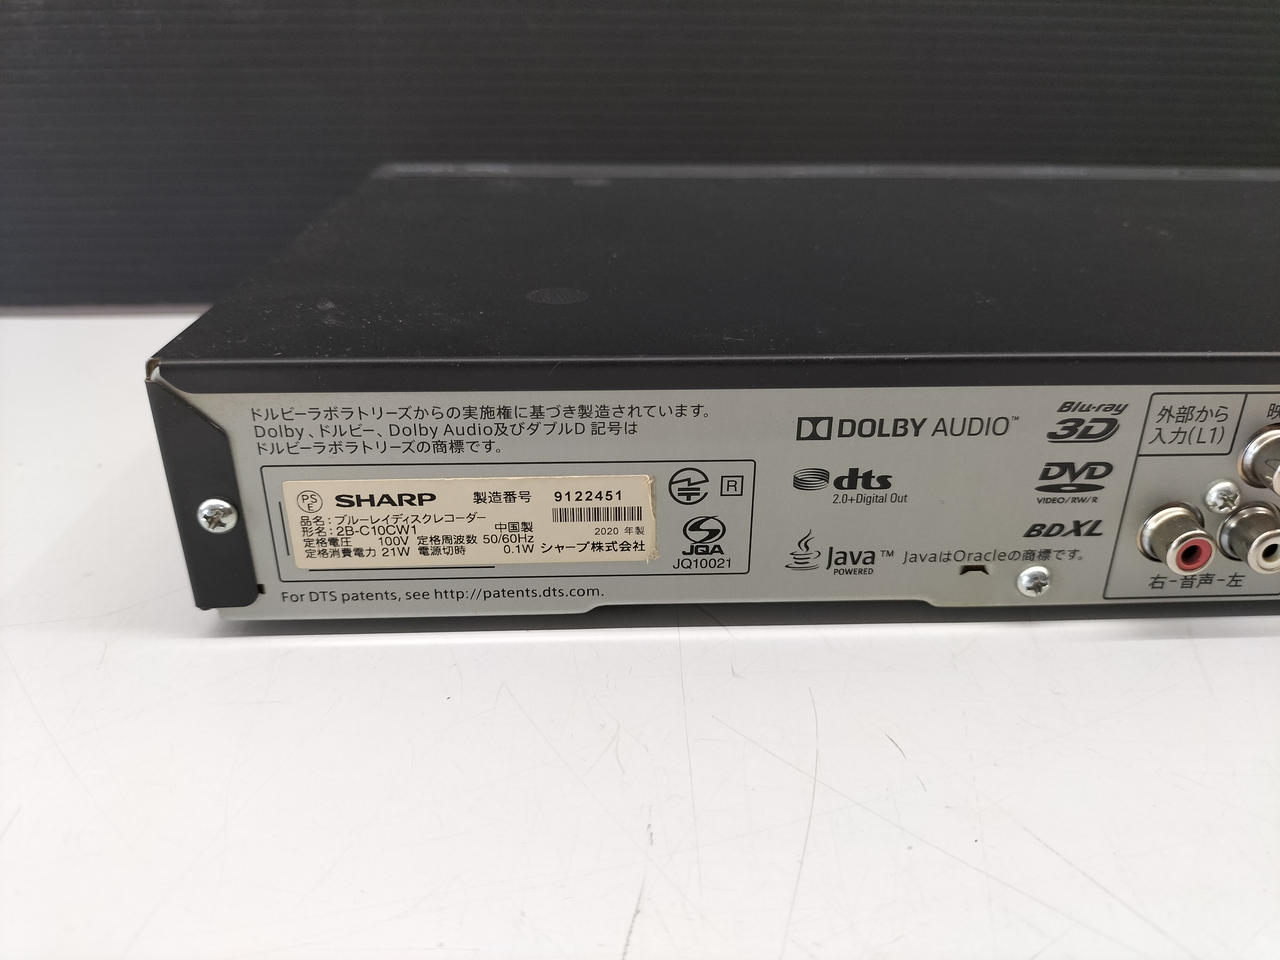 ドルビーラボラトリーズからの実施権に基づき製造されています。
Dolby、ドルビー、Dolby Audio及びダブルD 記号は
ドルビーラボラトリーズの商標です。
PS
E
SHARP 製造番号 9122451
品名：ブルーレイディスクレコーダー
形名：2B-C10CW1 中国製 2020 年製
定格電圧 100V 定格周波数 50/60Hz
定格消費電力 21W 電源切時 0.1W シャープ株式会社
R
JQA
JQ10021
For DTS patents, see http://patents.dts.com.
DOLBY AUDIO™
dts
2.0+Digital Out
Java™
POWERED
JavaはOracleの商標です。
Blu-ray
3D
DVD
VIDEO/RW/R
BDXL
外部から
入力(L1)
映
右-音声-左